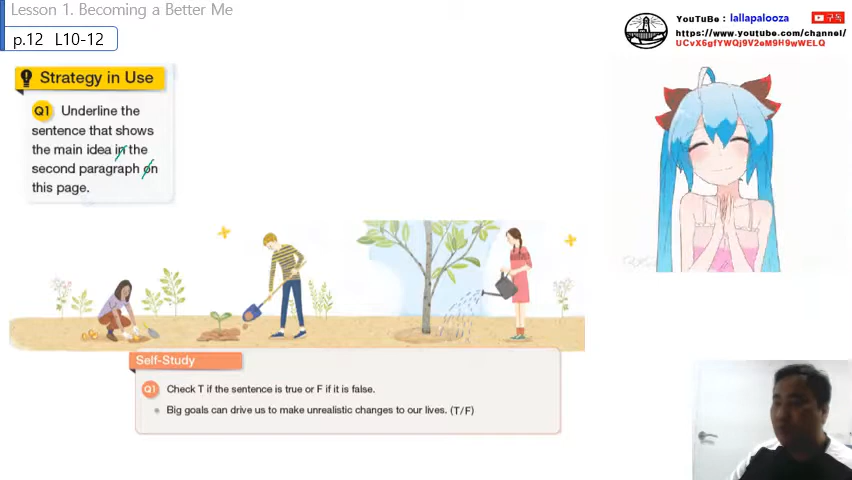 Lesson 1. Becoming a Better Me
p.12 L10-12
YouTuBe : lallapalooza
구독
https://www.youtube.com/channel/
UCvX6gfYWQj9V2eM9H9wWELQ
Strategy in Use
Q1 Underline the
sentence that shows
the main idea in the
second paragraph on
this page.
Self-Study
Q1 Check T if the sentence is true or F if it is false.
Big goals can drive us to make unrealistic changes to our lives. (T/F)